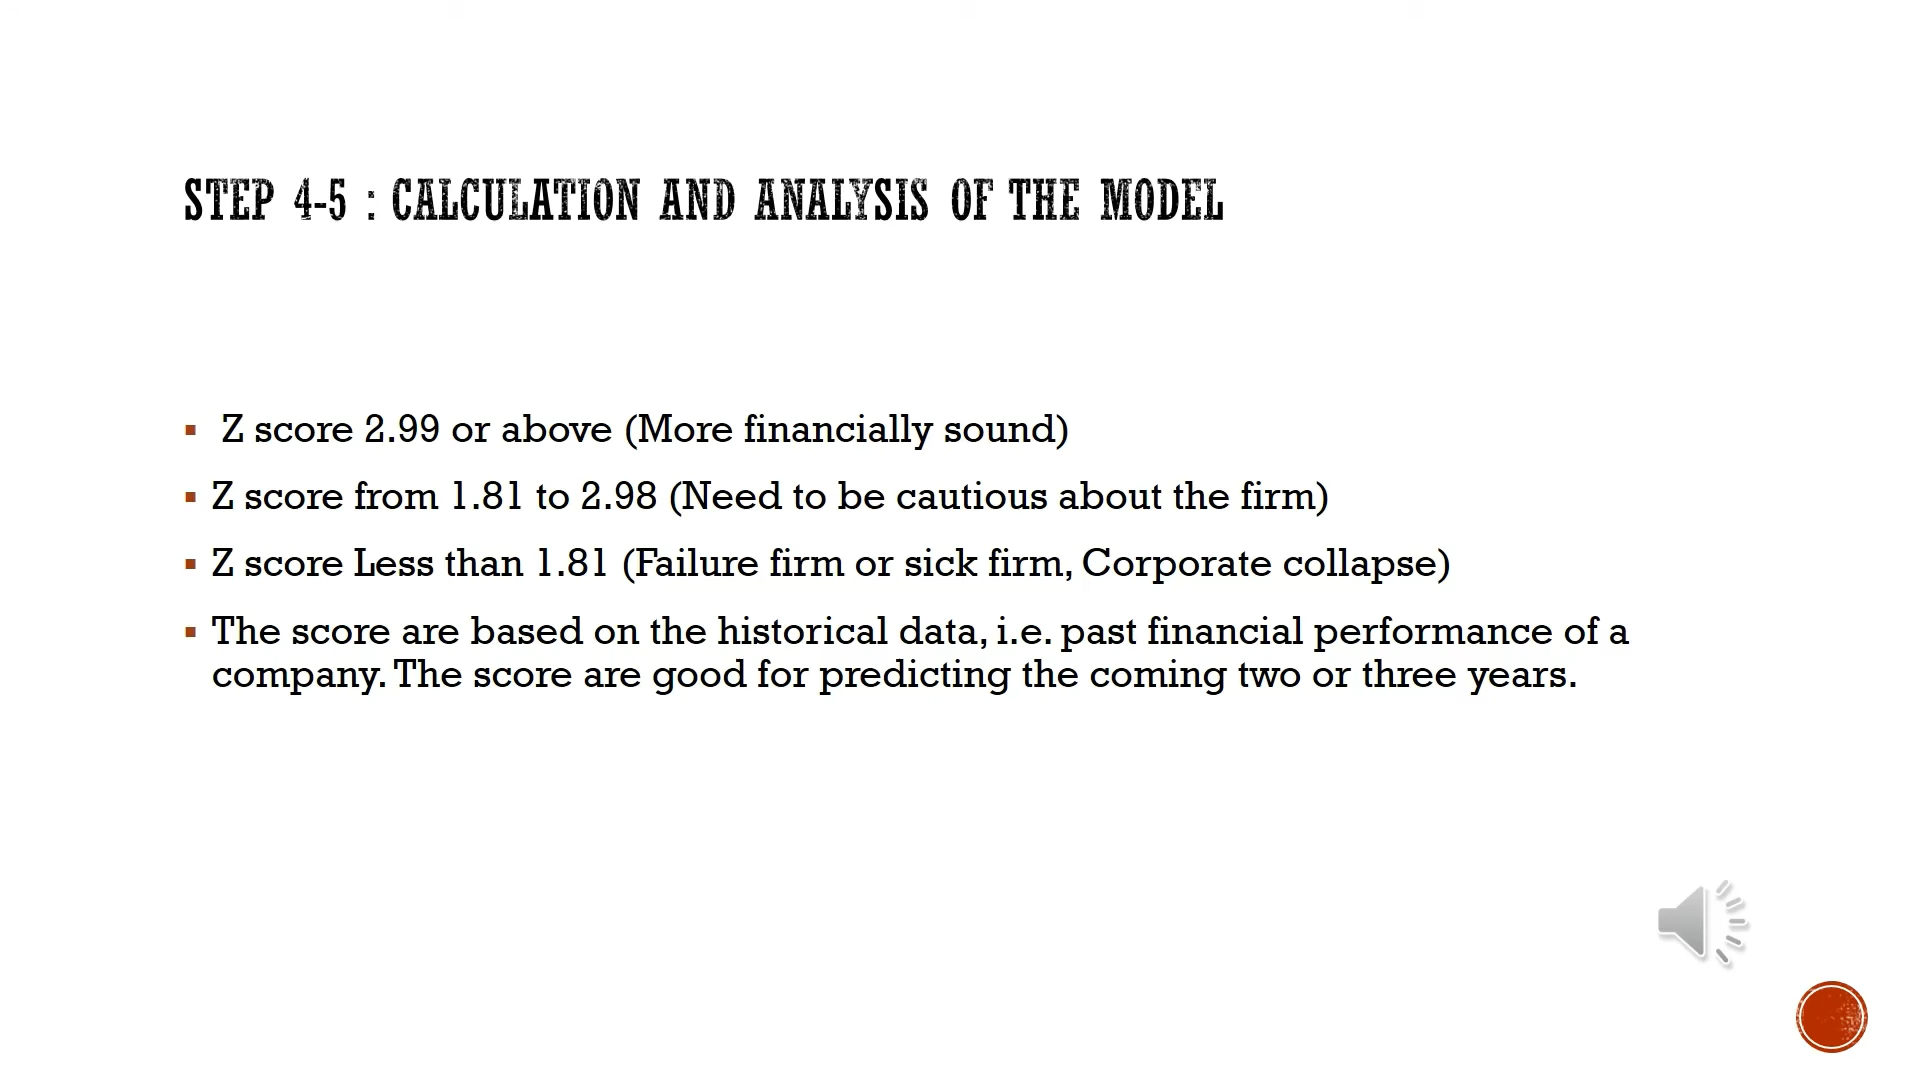 STEP 4-5 : CALCULATION AND ANALYSIS OF THE MODEL
▪ Z score 2.99 or above (More financially sound)
▪ Z score from 1.81 to 2.98 (Need to be cautious about the firm)
▪ Z score Less than 1.81 (Failure firm or sick firm, Corporate collapse)
▪ The score are based on the historical data, i.e. past financial performance of a
company. The score are good for predicting the coming two or three years.